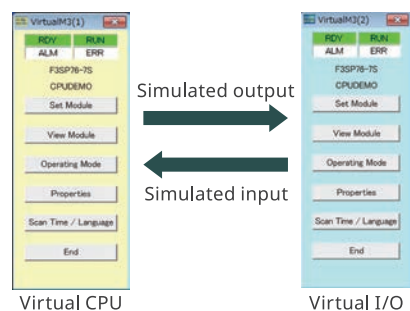 VirtualM3(1)
RDY RUN
ALM ERR
F3SP76-7S
CPUDEMO
Set Module
View Module
Operating Mode
Properties
Scan Time / Language
End
Virtual CPU
Simulated output
Simulated input
VirtualM3(2)
RDY RUN
ALM ERR
F3SP76-7S
CPUDEMO
Set Module
View Module
Operating Mode
Properties
Scan Time / Language
End
Virtual I/O